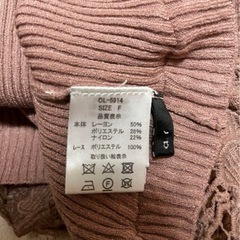 OL-5914
SIZE F
品質表示
本体 レーヨン 50%
ポリエステル 28%
ナイロン 22%
レース ポリエステル 100%
取り扱い絵表示